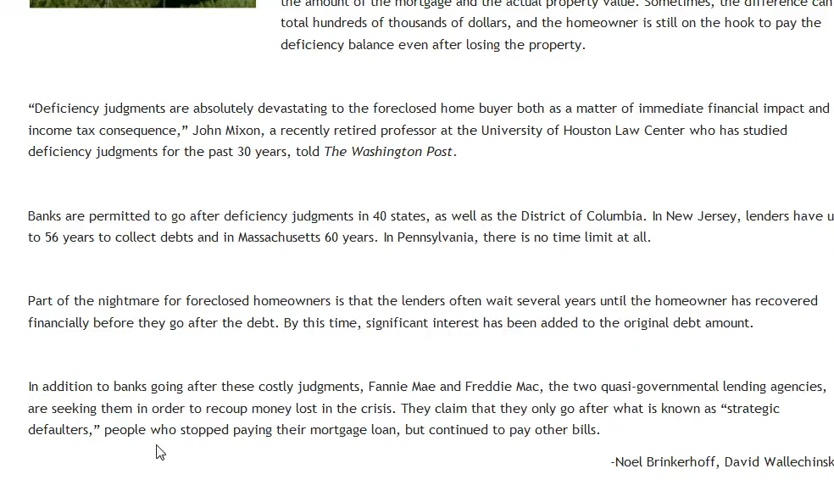 the amount of the mortgage and the actual property value. Sometimes, the difference can
total hundreds of thousands of dollars, and the homeowner is still on the hook to pay the
deficiency balance even after losing the property.
“Deficiency judgments are absolutely devastating to the foreclosed home buyer both as a matter of immediate financial impact and
income tax consequence,” John Mixon, a recently retired professor at the University of Houston Law Center who has studied
deficiency judgments for the past 30 years, told The Washington Post.
Banks are permitted to go after deficiency judgments in 40 states, as well as the District of Columbia. In New Jersey, lenders have u
to 56 years to collect debts and in Massachusetts 60 years. In Pennsylvania, there is no time limit at all.
Part of the nightmare for foreclosed homeowners is that the lenders often wait several years until the homeowner has recovered
financially before they go after the debt. By this time, significant interest has been added to the original debt amount.
In addition to banks going after these costly judgments, Fannie Mae and Freddie Mac, the two quasi-governmental lending agencies,
are seeking them in order to recoup money lost in the crisis. They claim that they only go after what is known as “strategic
defaulters,” people who stopped paying their mortgage loan, but continued to pay other bills.
-Noel Brinkerhoff, David Wallechinsk